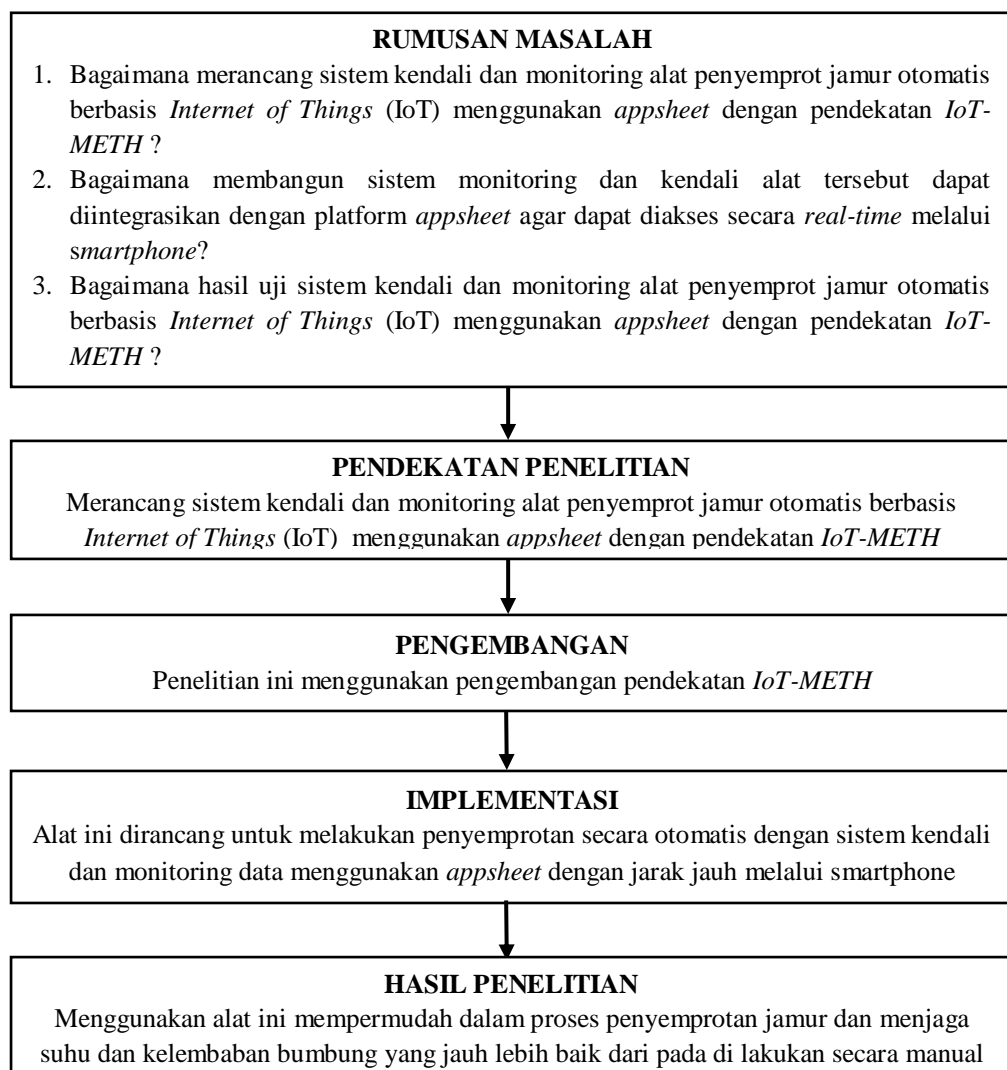 RUMUSAN MASALAH
1. Bagaimana merancang sistem kendali dan monitoring alat penyemprot jamur otomatis
berbasis Internet of Things (IoT) menggunakan appsheet dengan pendekatan IoT-
METH ?
2. Bagaimana membangun sistem monitoring dan kendali alat tersebut dapat
diintegrasikan dengan platform appsheet agar dapat diakses secara real-time melalui
smartphone?
3. Bagaimana hasil uji sistem kendali dan monitoring alat penyemprot jamur otomatis
berbasis Internet of Things (IoT) menggunakan appsheet dengan pendekatan IoT-
METH ?
PENDEKATAN PENELITIAN
Merancang sistem kendali dan monitoring alat penyemprot jamur otomatis berbasis
Internet of Things (IoT) menggunakan appsheet dengan pendekatan IoT-METH
PENGEMBANGAN
Penelitian ini menggunakan pengembangan pendekatan IoT-METH
IMPLEMENTASI
Alat ini dirancang untuk melakukan penyemprotan secara otomatis dengan sistem kendali
dan monitoring data menggunakan appsheet dengan jarak jauh melalui smartphone
HASIL PENELITIAN
Menggunakan alat ini mempermudah dalam proses penyemprotan jamur dan menjaga
suhu dan kelembaban bumbung yang jauh lebih baik dari pada di lakukan secara manual